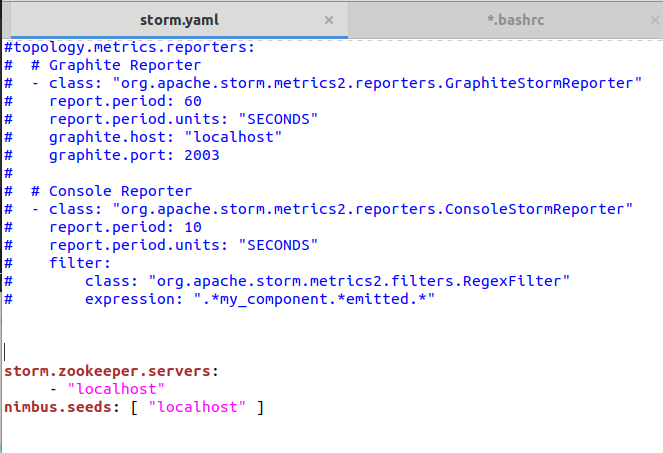 storm.yaml × *.bashrc ×
#topology.metrics.reporters:
#  # Graphite Reporter
#  - class: "org.apache.storm.metrics2.reporters.GraphiteStormReporter"
#    report.period: 60
#    report.period.units: "SECONDS"
#    graphite.host: "localhost"
#    graphite.port: 2003
#
#  # Console Reporter
#  - class: "org.apache.storm.metrics2.reporters.ConsoleStormReporter"
#    report.period: 10
#    report.period.units: "SECONDS"
#    filter:
#        class: "org.apache.storm.metrics2.filters.RegexFilter"
#        expression: ".*my_component.*emitted.*"
storm.zookeeper.servers:
     - "localhost"
nimbus.seeds: [ "localhost" ]